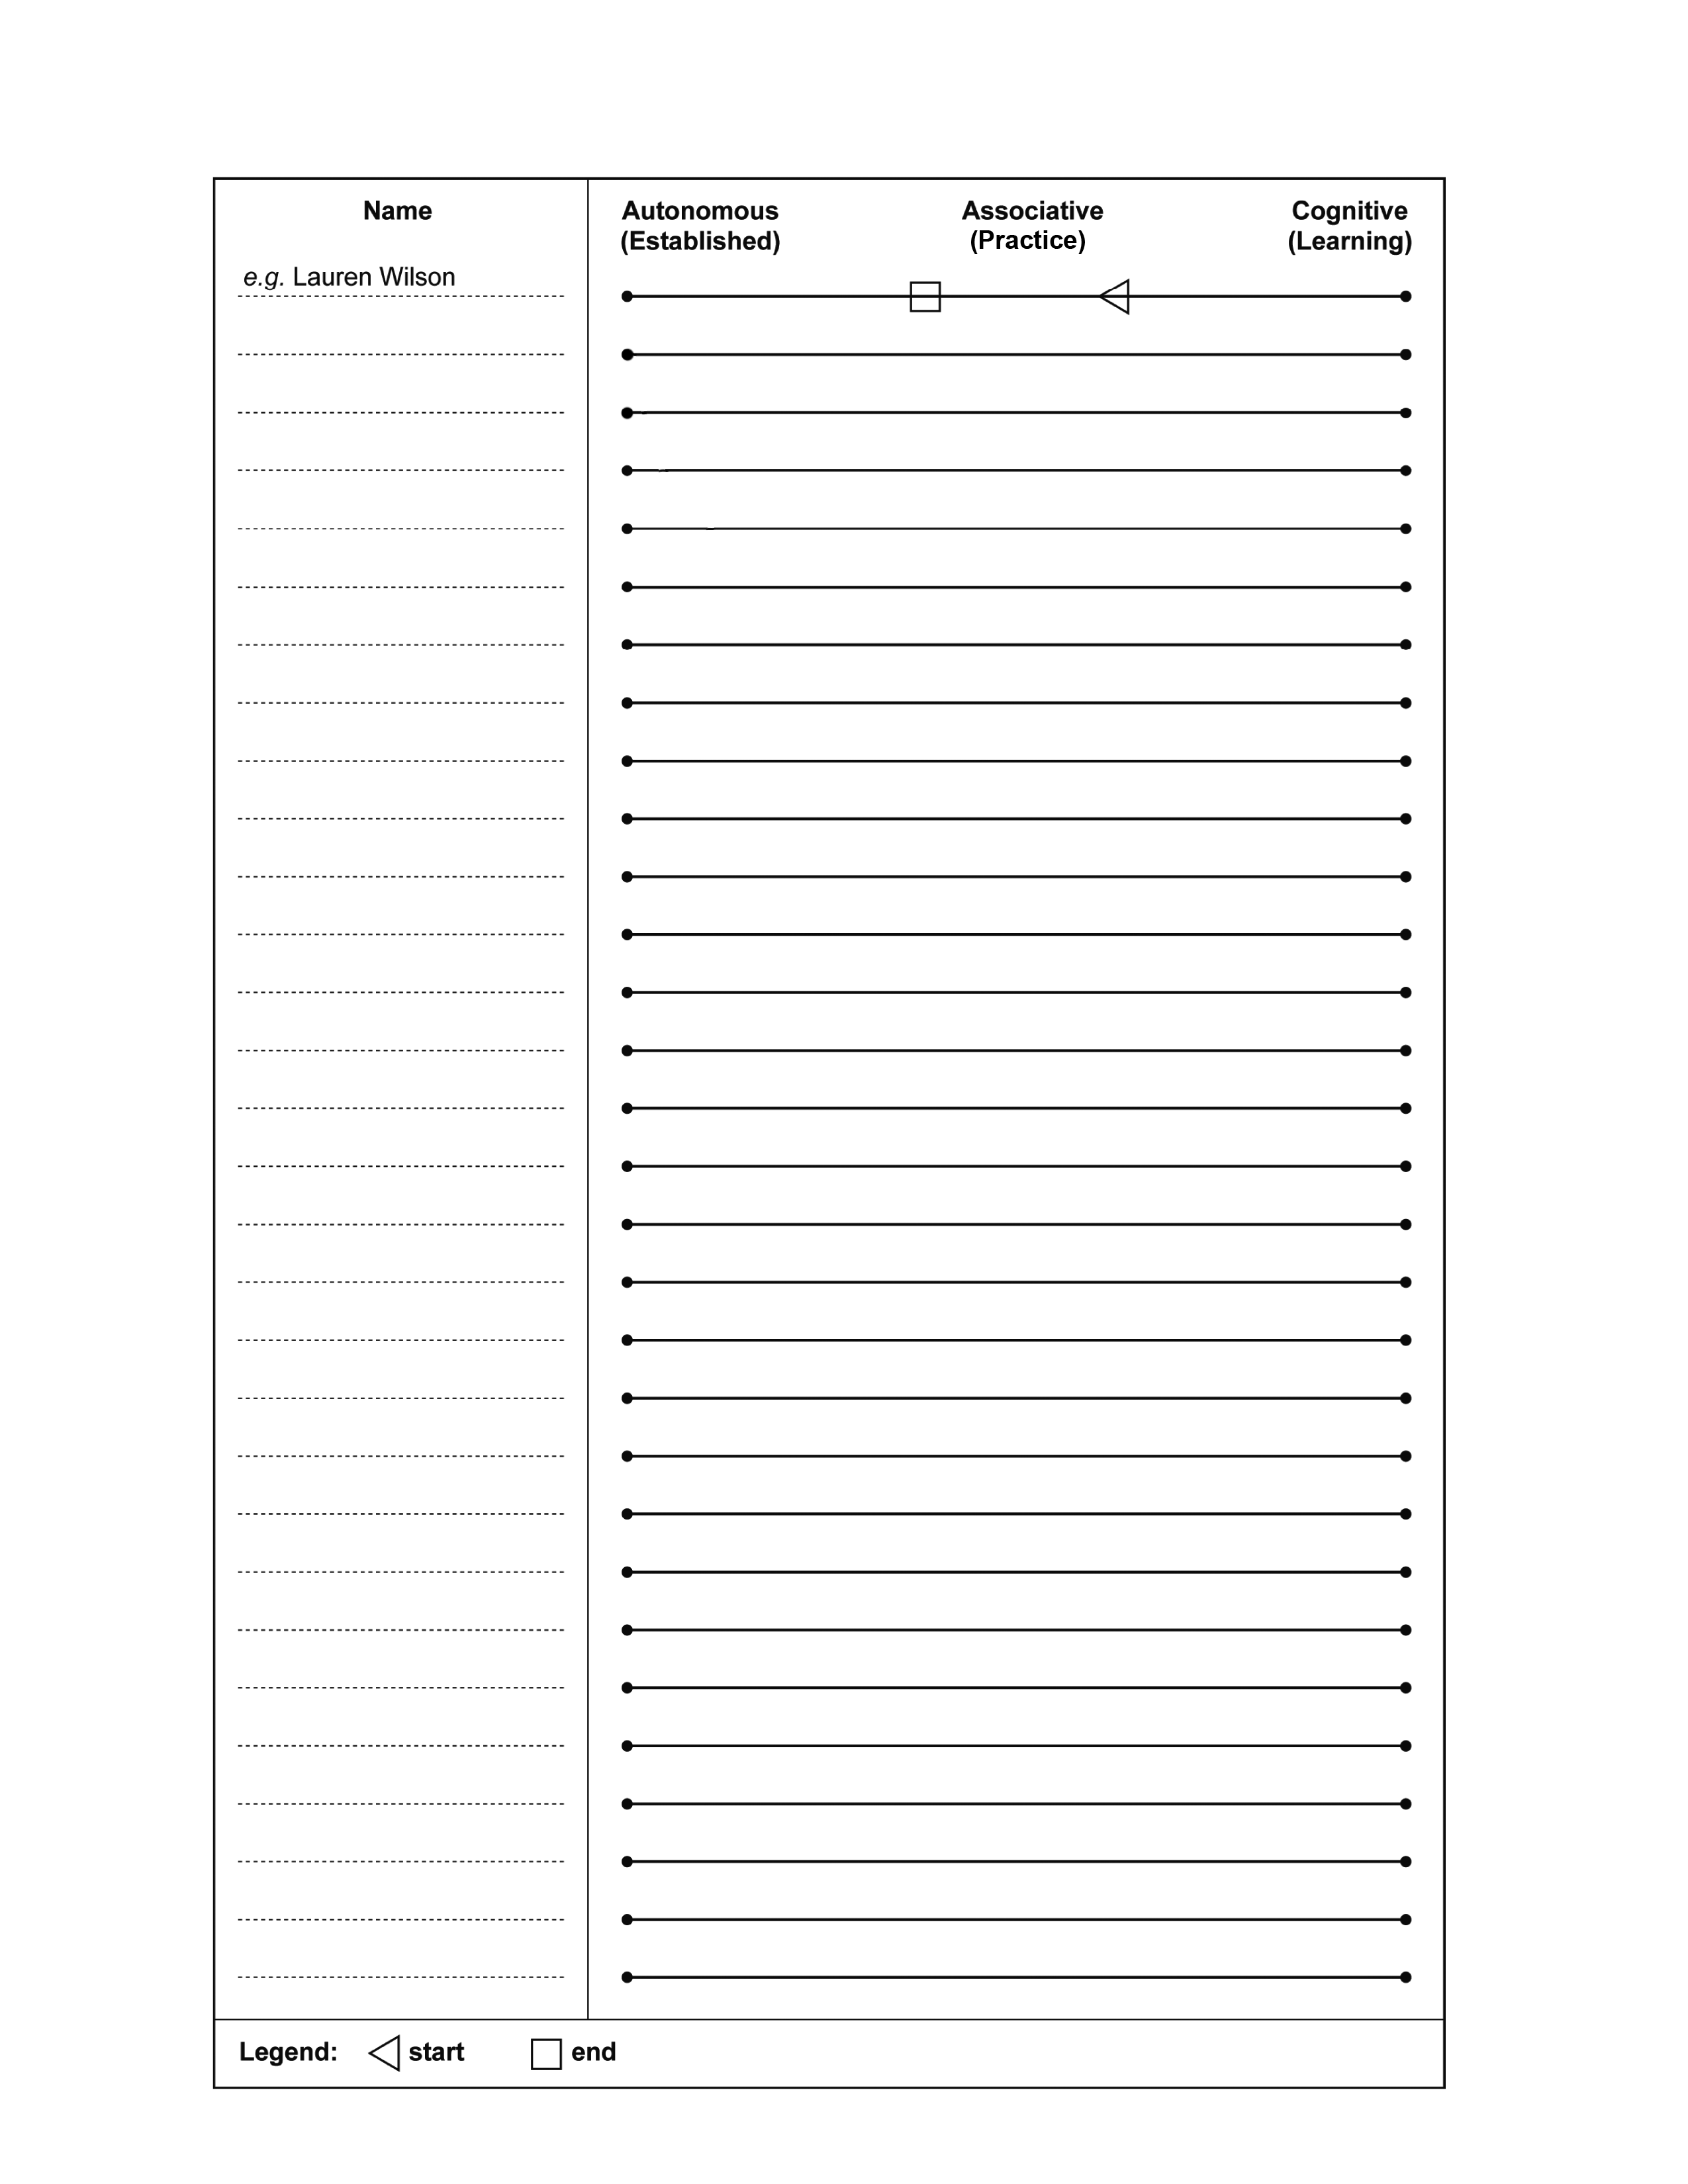 Name
Autonomous
(Established)
Associative
(Practice)
Cognitive
(Learning)
e.g. Lauren Wilson
Legend: start end